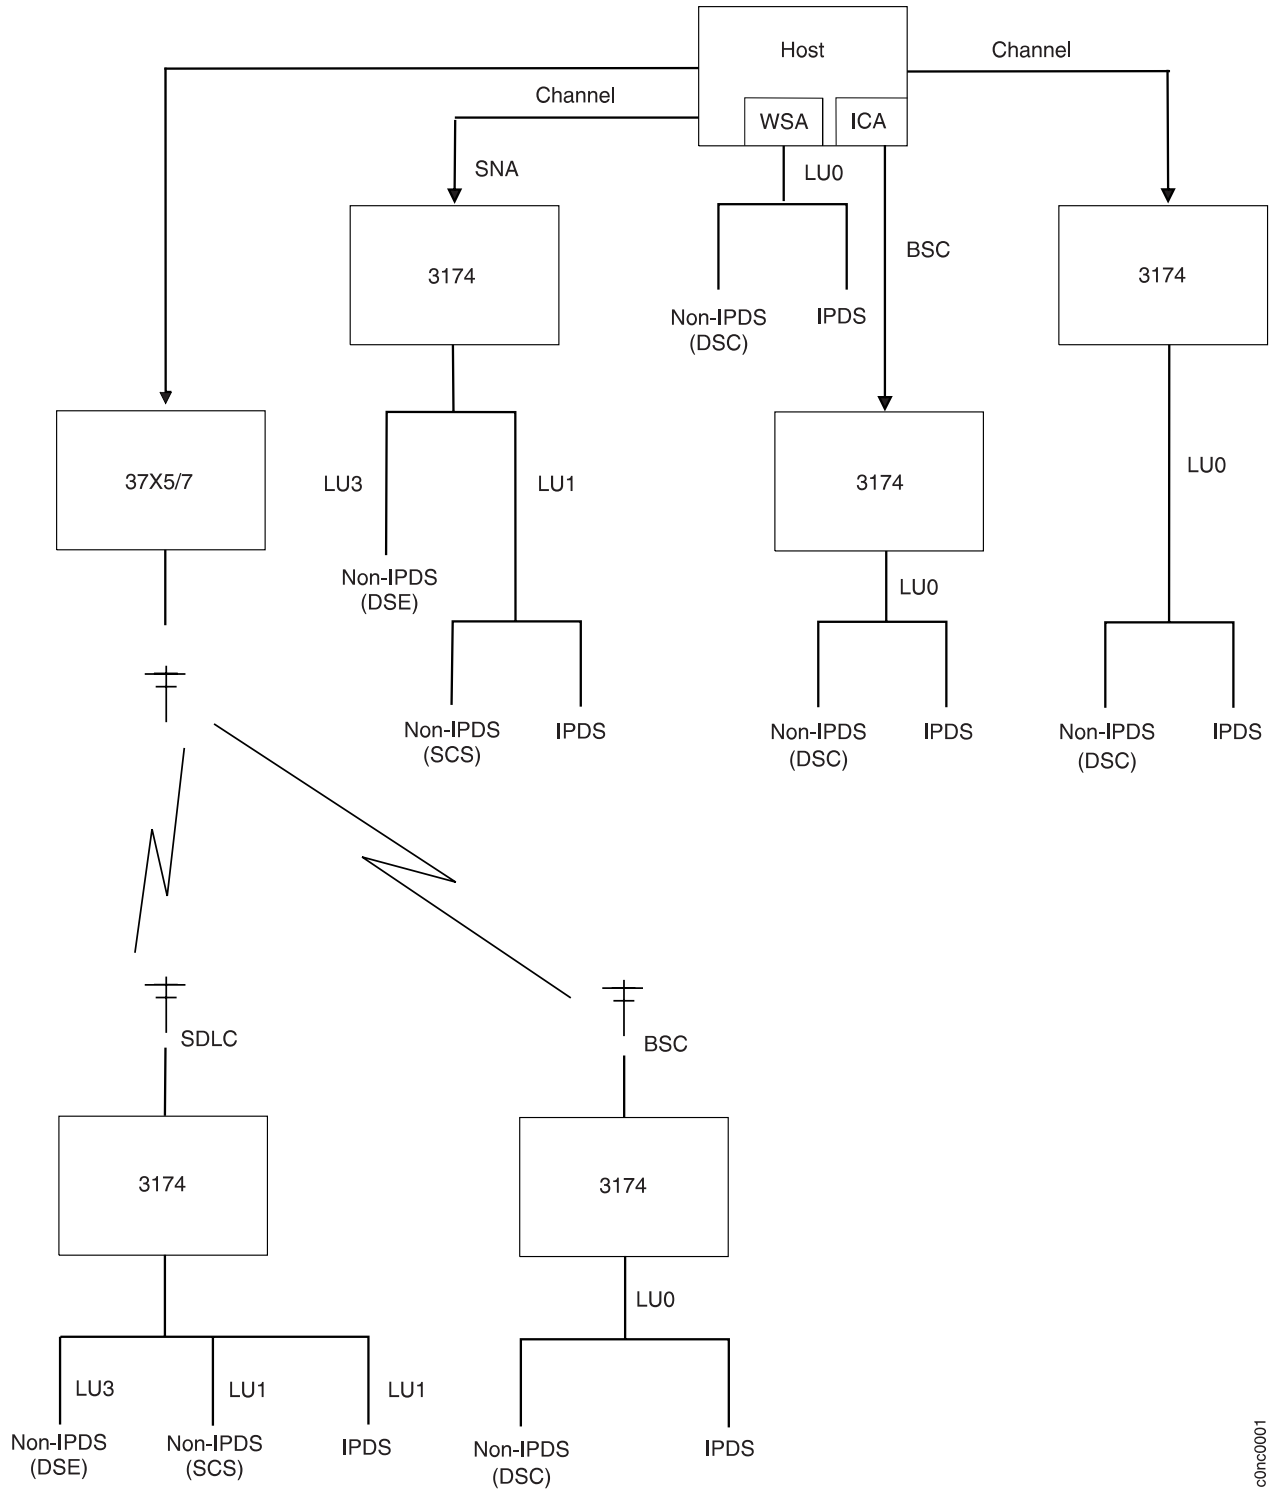 Host
Channel
Channel
WSA
ICA
SNA
LU0
3174
BSC
3174
Non-IPDS
(DSC)
IPDS
37X5/7
LU3
LU1
3174
LU0
Non-IPDS
(DSE)
LU0
Non-IPDS
(SCS)
IPDS
Non-IPDS
(DSC)
IPDS
Non-IPDS
(DSC)
IPDS
SDLC
BSC
3174
3174
LU0
LU3
LU1
LU1
Non-IPDS
(DSE)
Non-IPDS
(SCS)
IPDS
Non-IPDS
(DSC)
IPDS
c0nc0001